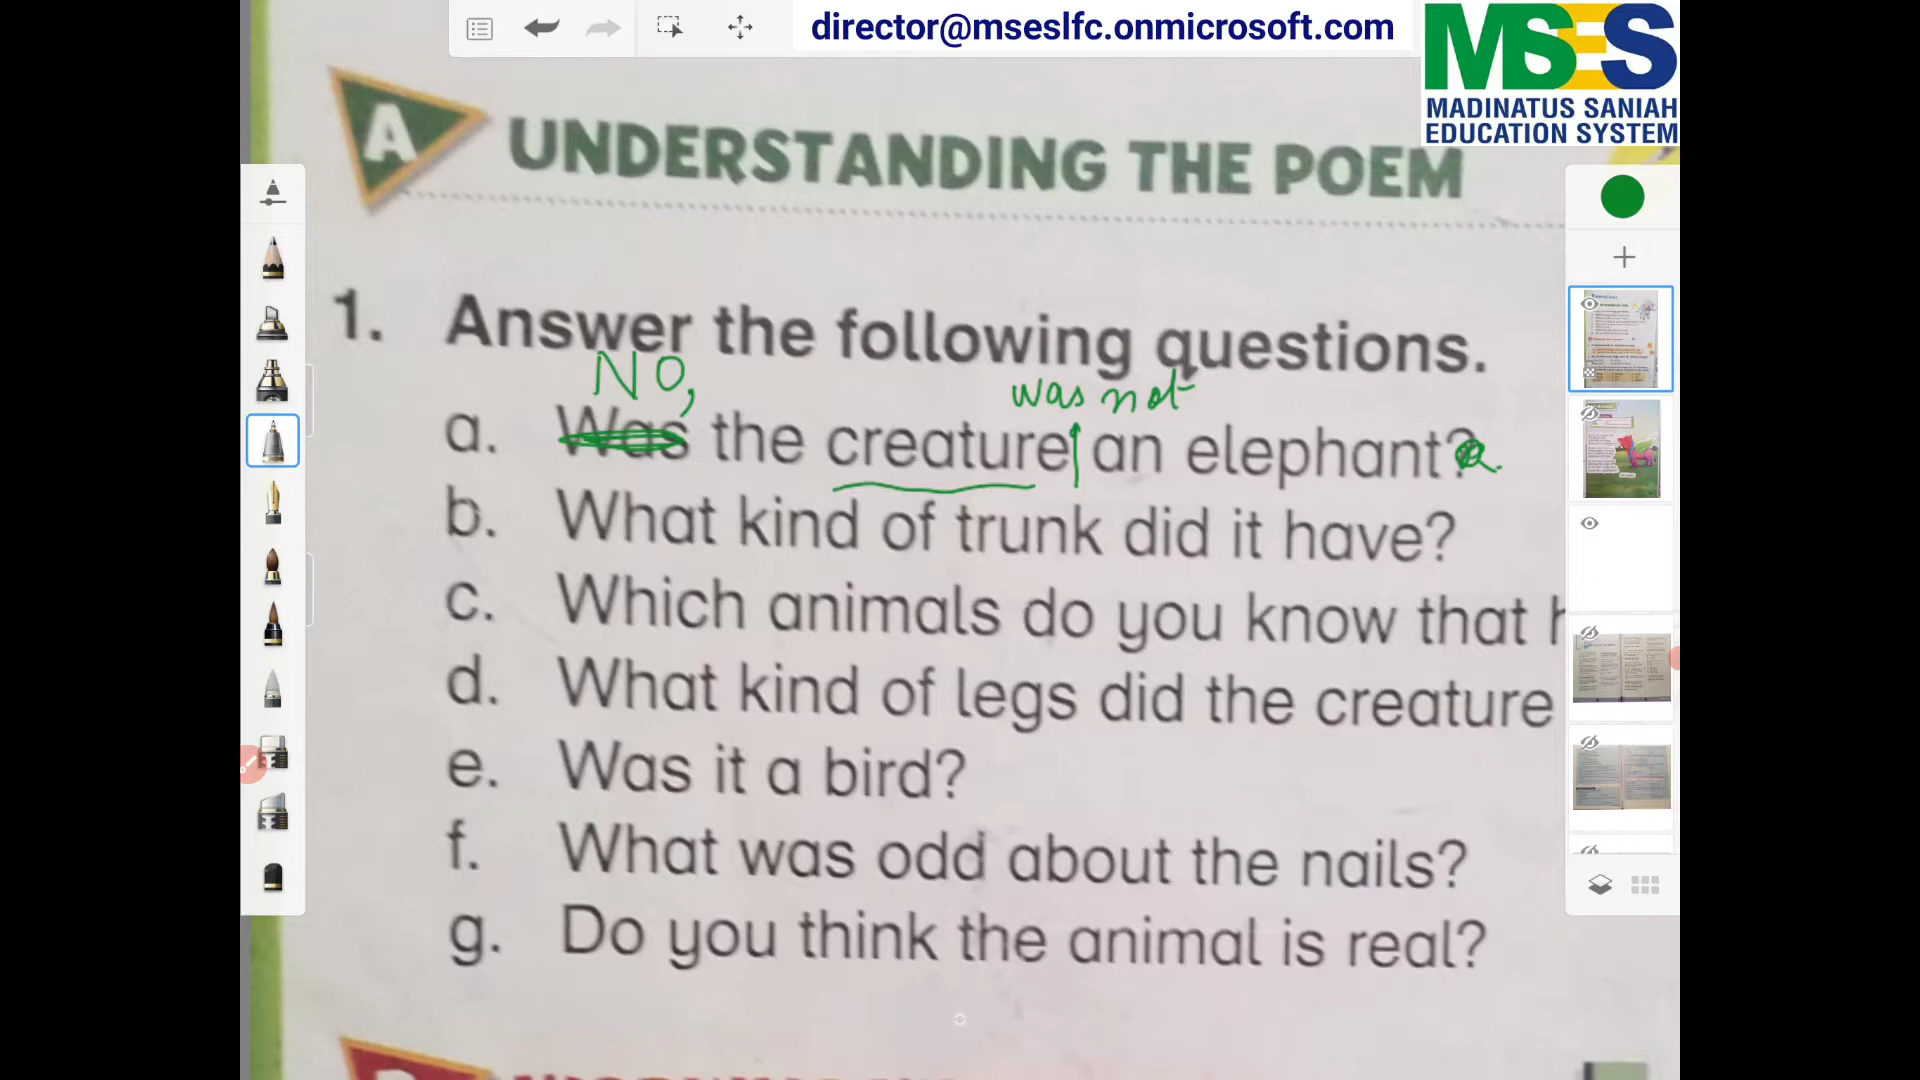 director@mseslfc.onmicrosoft.com
MSES
MADINATUS SANIAH
EDUCATION SYSTEM
A UNDERSTANDING THE POEM
1. Answer the following questions.
NO,
was not
a. Was the creature an elephant?
b. What kind of trunk did it have?
c. Which animals do you know that
d. What kind of legs did the creature
e. Was it a bird?
f. What was odd about the nails?
g. Do you think the animal is real?